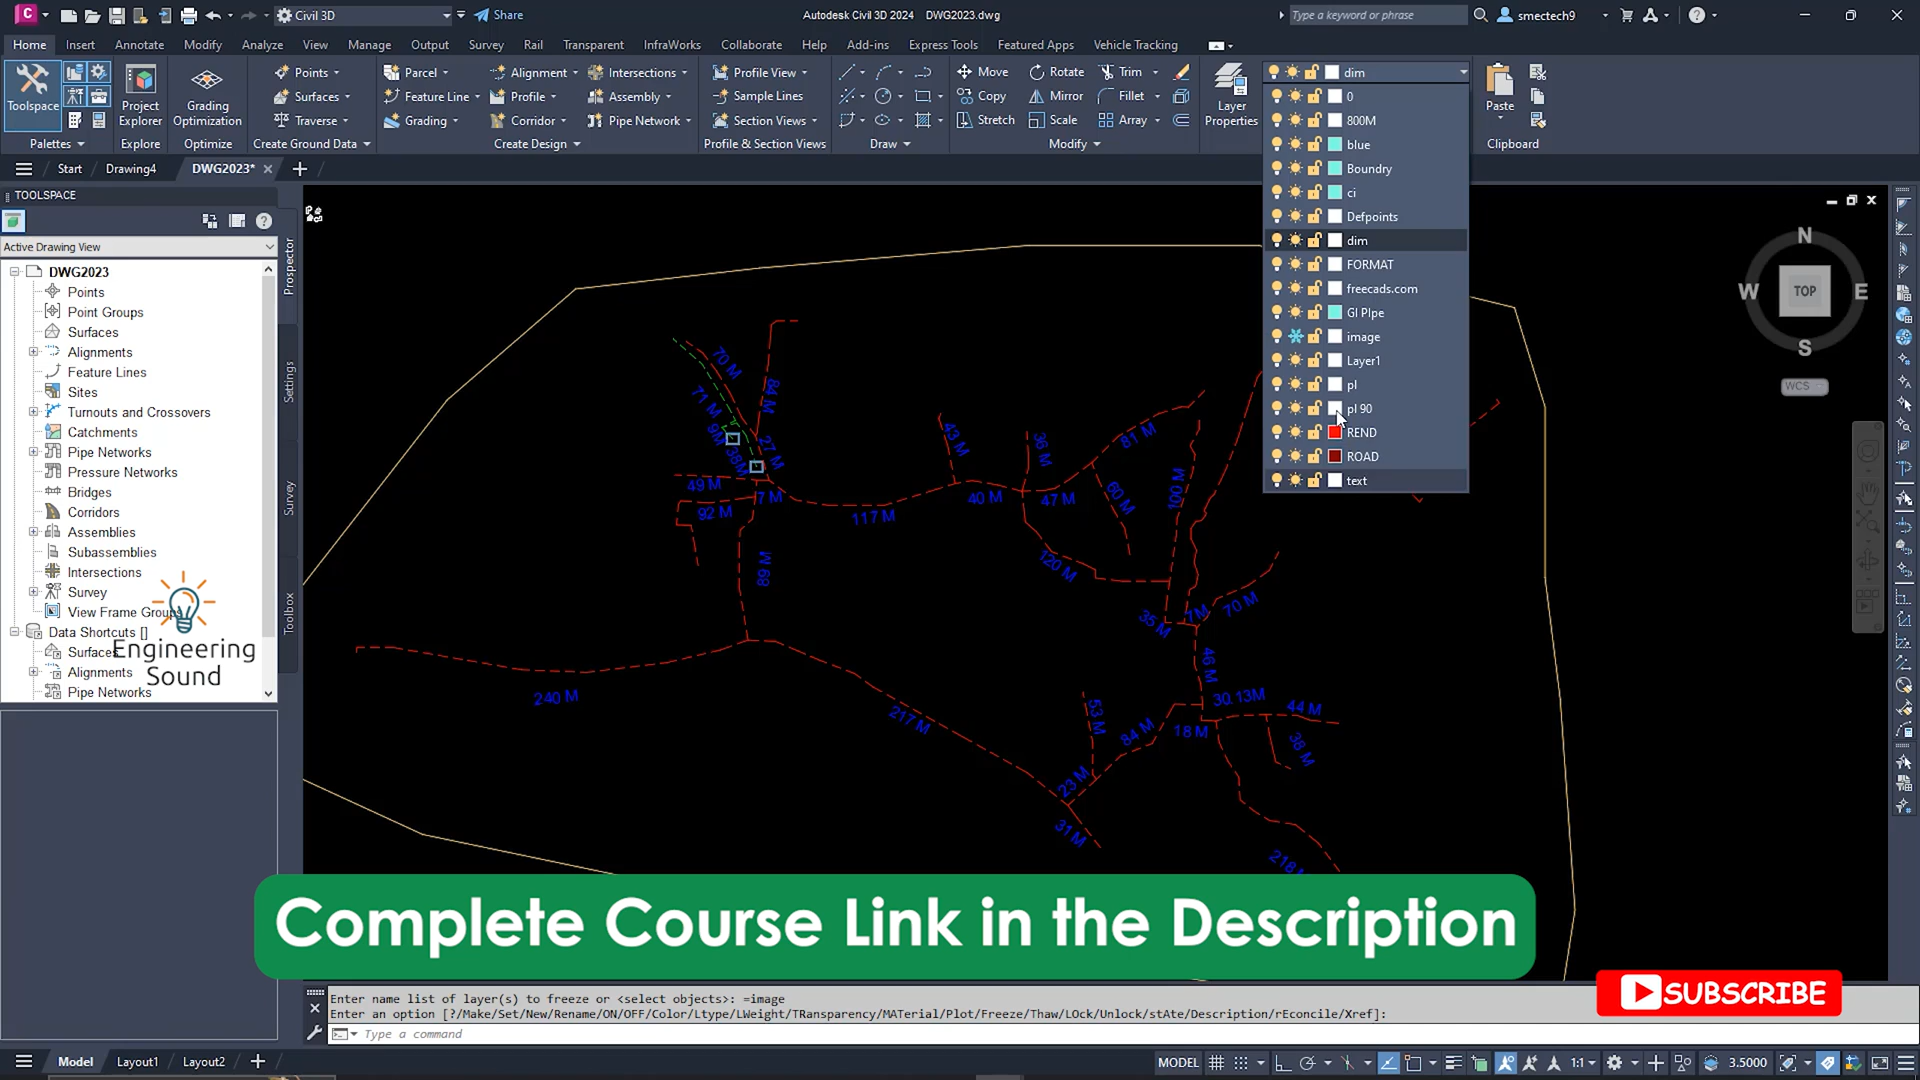 Civil 3D
Share
Autodesk Civil 3D 2024 DWG2023.dwg
Type a keyword or phrase
smectech9
Home Insert Annotate Modify Analyze View Manage Output Survey Rail Transparent InfraWorks Collaborate Help Add-ins Express Tools Featured Apps Vehicle Tracking
Toolspace
Palettes
Project Explorer
Explore
Grading Optimization
Optimize
Points
Surfaces
Traverse
Create Ground Data
Parcel
Feature Line
Grading
Alignment
Profile
Corridor
Intersections
Assembly
Pipe Network
Create Design
Profile View
Sample Lines
Section Views
Profile & Section Views
Draw
Move
Copy
Stretch
Rotate
Mirror
Scale
Trim
Fillet
Array
Modify
Layer Properties
dim
0
800M
blue
Boundry
ci
Defpoints
dim
FORMAT
freecads.com
GI PIpe
image
Layer1
pl
pl 90
REND
ROAD
text
Paste
Clipboard
Start
Drawing4
DWG2023*
TOOLSPACE
Active Drawing View
DWG2023
Points
Point Groups
Surfaces
Alignments
Feature Lines
Sites
Turnouts and Crossovers
Catchments
Pipe Networks
Pressure Networks
Bridges
Corridors
Assemblies
Subassemblies
Intersections
Survey
View Frame Groups
Data Shortcuts []
Surfaces
Alignments
Pipe Networks
Prospector
Settings
Survey
Toolbox
Engineering
Sound
N
W TOP E
S
WCS
70 M
84 M
71 M
9M
38M
27 M
49 M
7 M
92 M
117 M
89 M
43 M
36 M
81 M
40 M
47 M
60 M
100 M
120 M
35 M
7M
70 M
46 M
240 M
217 M
53 M
84 M
18 M
30.13M
44 M
38 M
23 M
31 M
218
Complete Course Link in the Description
SUBSCRIBE
Enter name list of layer(s) to freeze or <select objects>: =image
Enter an option [?/Make/Set/New/Rename/ON/OFF/Color/Ltype/LWeight/TRansparency/MATerial/Plot/Freeze/Thaw/LOck/Unlock/stAte/Description/rEconcile/Xref]:
Type a command
Model Layout1 Layout2
MODEL
1:1
3.5000